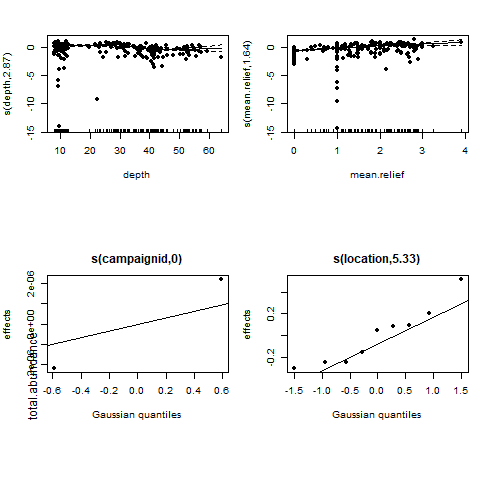 s(depth,2.87)
0
-5
-10
-15
10 20 30 40 50 60
depth
s(mean.relief,1.64)
0
-5
-10
-15
0 1 2 3 4
mean.relief
s(campaignid,0)
effects
2e-06
0e+00
-0.6 -0.4 -0.2 0.0 0.2 0.4 0.6
Gaussian quantiles
total.abundance
s(location,5.33)
effects
0.2
-0.2
-1.5 -1.0 -0.5 0.0 0.5 1.0 1.5
Gaussian quantiles